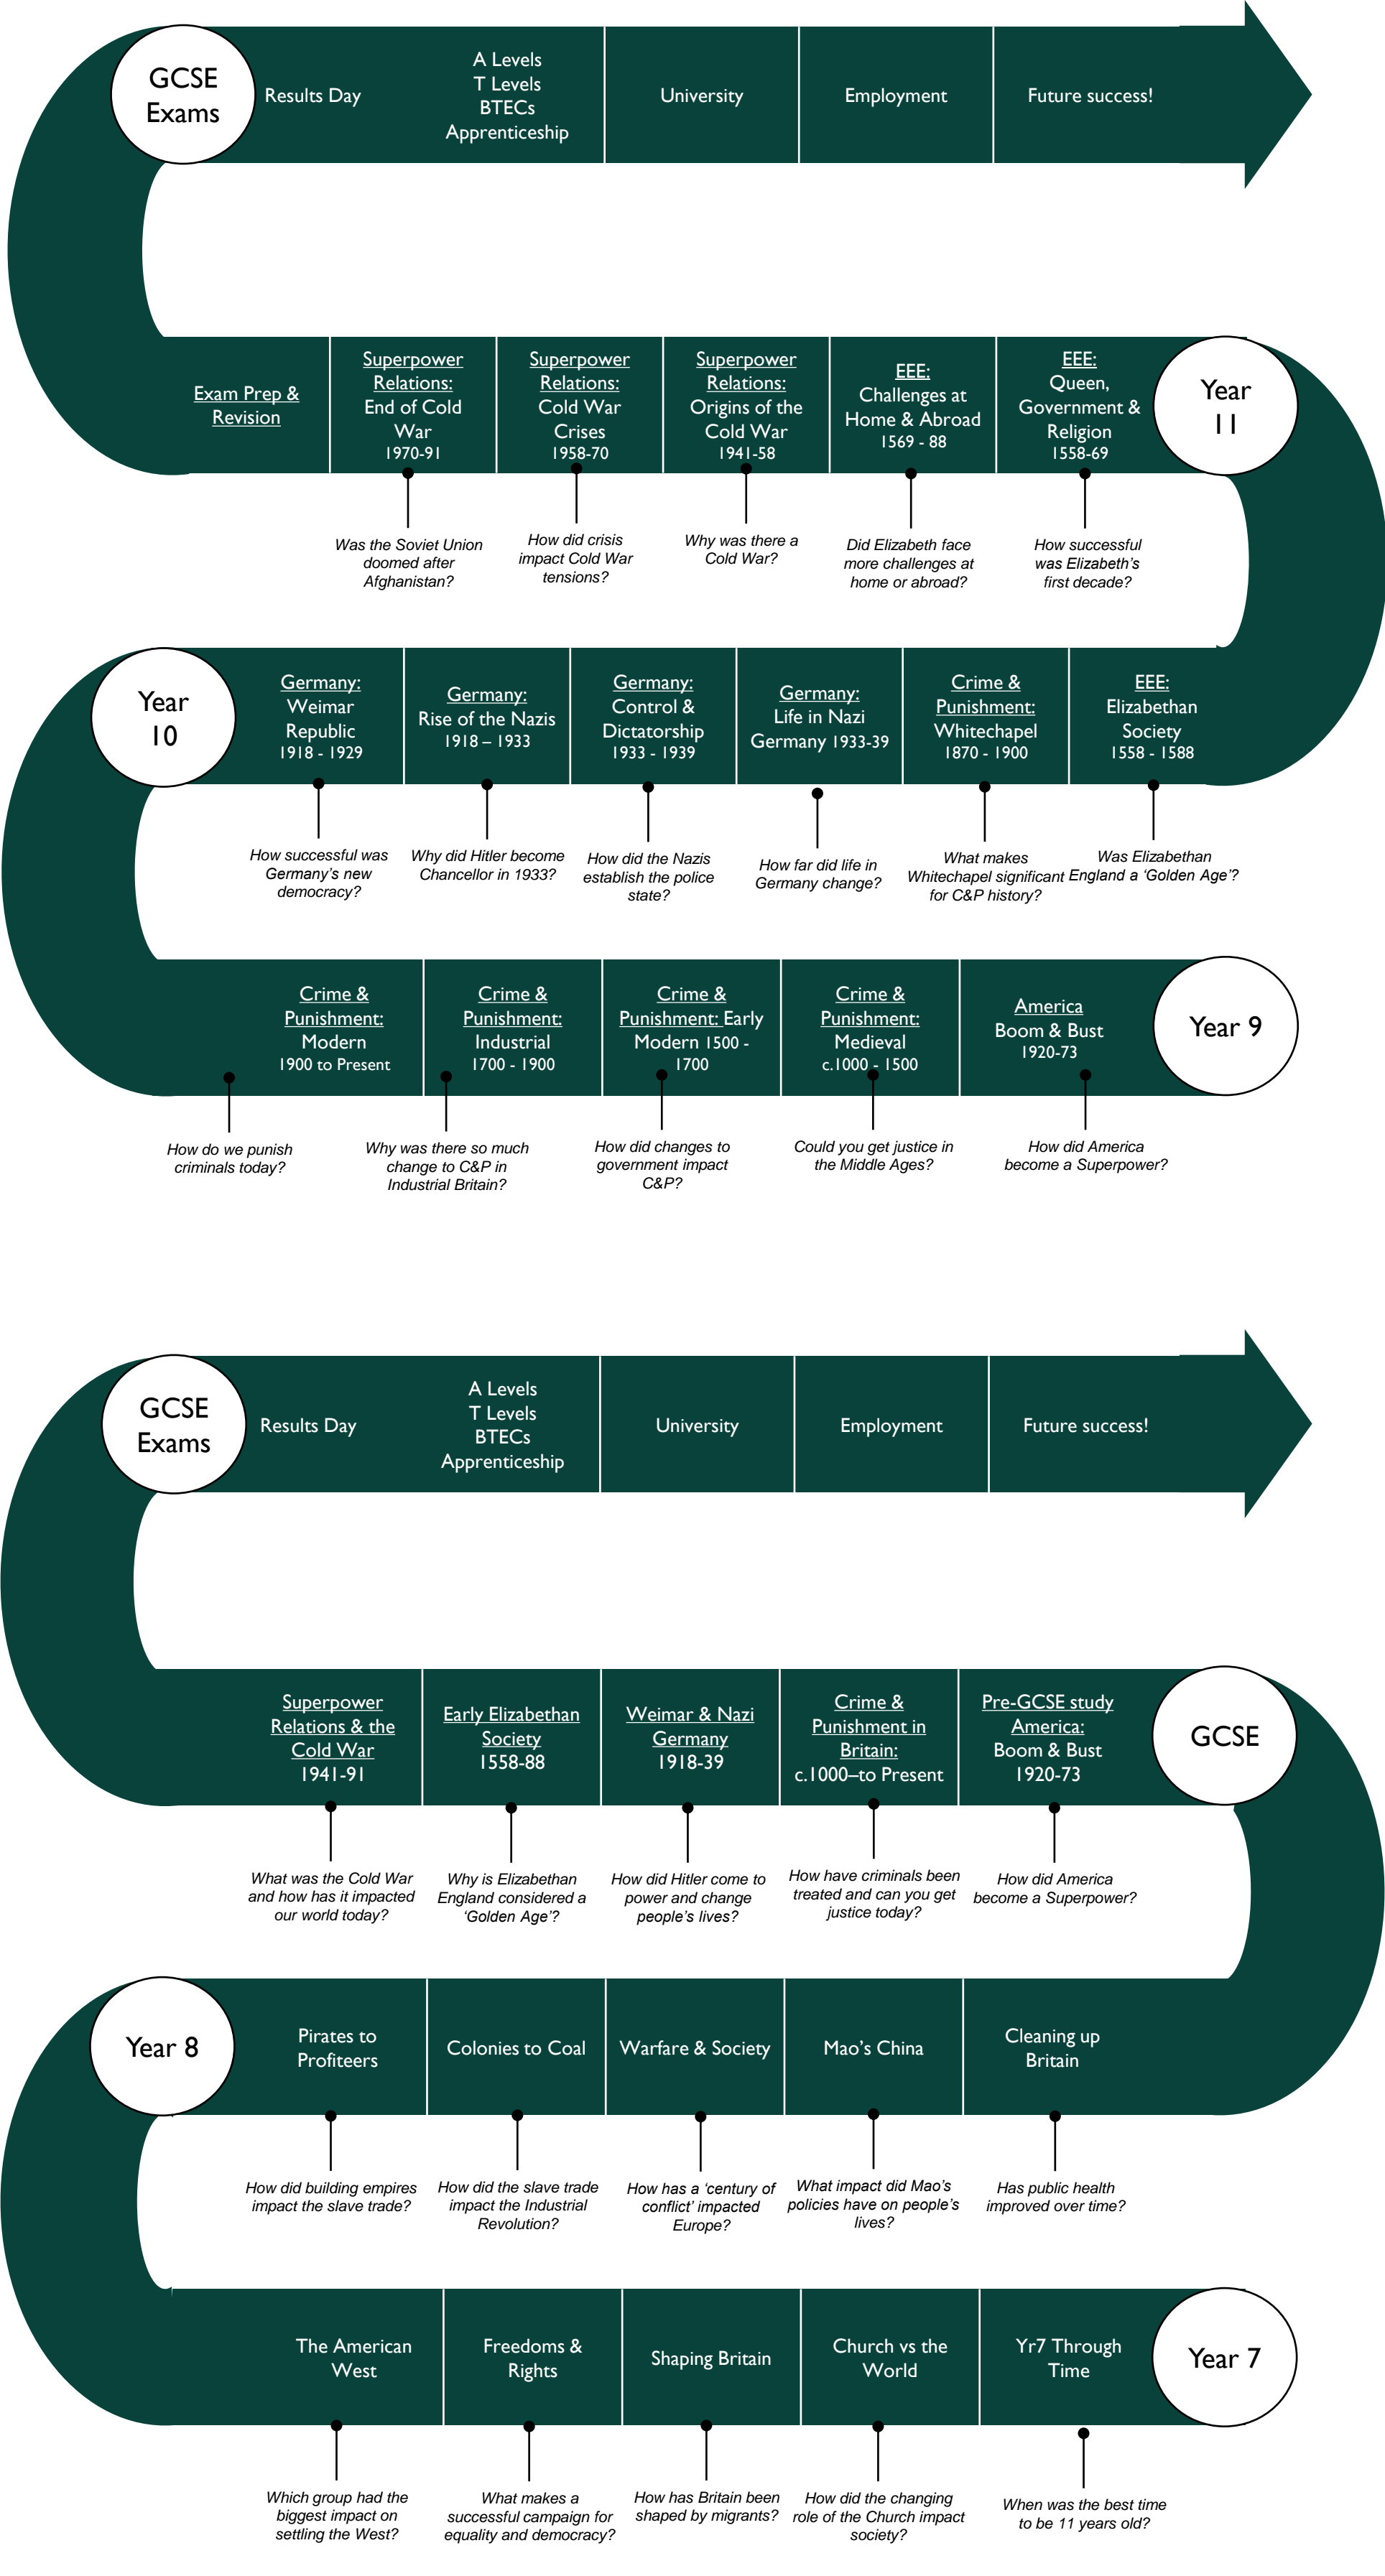 GCSE
Exams
Results Day
A Levels
T Levels
BTECs
Apprenticeship
University
Employment
Future success!
Exam Prep &
Revision
Superpower
Relations:
End of Cold
War
1970-91
Superpower
Relations:
Cold War
Crises
1958-70
Superpower
Relations:
Origins of the
Cold War
1941-58
EEE:
Challenges at
Home & Abroad
1569 - 88
EEE:
Queen,
Government &
Religion
1558-69
Year
11
Was the Soviet Union
doomed after
Afghanistan?
How did crisis
impact Cold War
tensions?
Why was there a
Cold War?
Did Elizabeth face
more challenges at
home or abroad?
How successful
was Elizabeth's
first decade?
Year
10
Germany:
Weimar
Republic
1918 - 1929
Germany:
Rise of the Nazis
1918 – 1933
Germany:
Control &
Dictatorship
1933 - 1939
Germany:
Life in Nazi
Germany 1933-39
Crime &
Punishment:
Whitechapel
1870 - 1900
EEE:
Elizabethan
Society
1558 - 1588
How successful was
Germany's new
democracy?
Why did Hitler become
Chancellor in 1933?
How did the Nazis
establish the police
state?
How far did life in
Germany change?
What makes
Whitechapel significant
for C&P history?
Was Elizabethan
England a 'Golden Age'?
Crime &
Punishment:
Modern
1900 to Present
Crime &
Punishment:
Industrial
1700 - 1900
Crime &
Punishment: Early
Modern 1500 -
1700
Crime &
Punishment:
Medieval
c.1000 - 1500
America
Boom & Bust
1920-73
Year 9
How do we punish
criminals today?
Why was there so much
change to C&P in
Industrial Britain?
How did changes to
government impact
C&P?
Could you get justice in
the Middle Ages?
How did America
become a Superpower?
GCSE
Exams
Results Day
A Levels
T Levels
BTECs
Apprenticeship
University
Employment
Future success!
Superpower
Relations & the
Cold War
1941-91
Early Elizabethan
Society
1558-88
Weimar & Nazi
Germany
1918-39
Crime &
Punishment in
Britain:
c.1000–to Present
Pre-GCSE study
America:
Boom & Bust
1920-73
GCSE
What was the Cold War
and how has it impacted
our world today?
Why is Elizabethan
England considered a
'Golden Age'?
How did Hitler come to
power and change
people's lives?
How have criminals been
treated and can you get
justice today?
How did America
become a Superpower?
Year 8
Pirates to
Profiteers
Colonies to Coal
Warfare & Society
Mao's China
Cleaning up
Britain
How did building empires
impact the slave trade?
How did the slave trade
impact the Industrial
Revolution?
How has a 'century of
conflict' impacted
Europe?
What impact did Mao's
policies have on people's
lives?
Has public health
improved over time?
The American
West
Freedoms &
Rights
Shaping Britain
Church vs the
World
Yr7 Through
Time
Year 7
Which group had the
biggest impact on
settling the West?
What makes a
successful campaign for
equality and democracy?
How has Britain been
shaped by migrants?
How did the changing
role of the Church impact
society?
When was the best time
to be 11 years old?